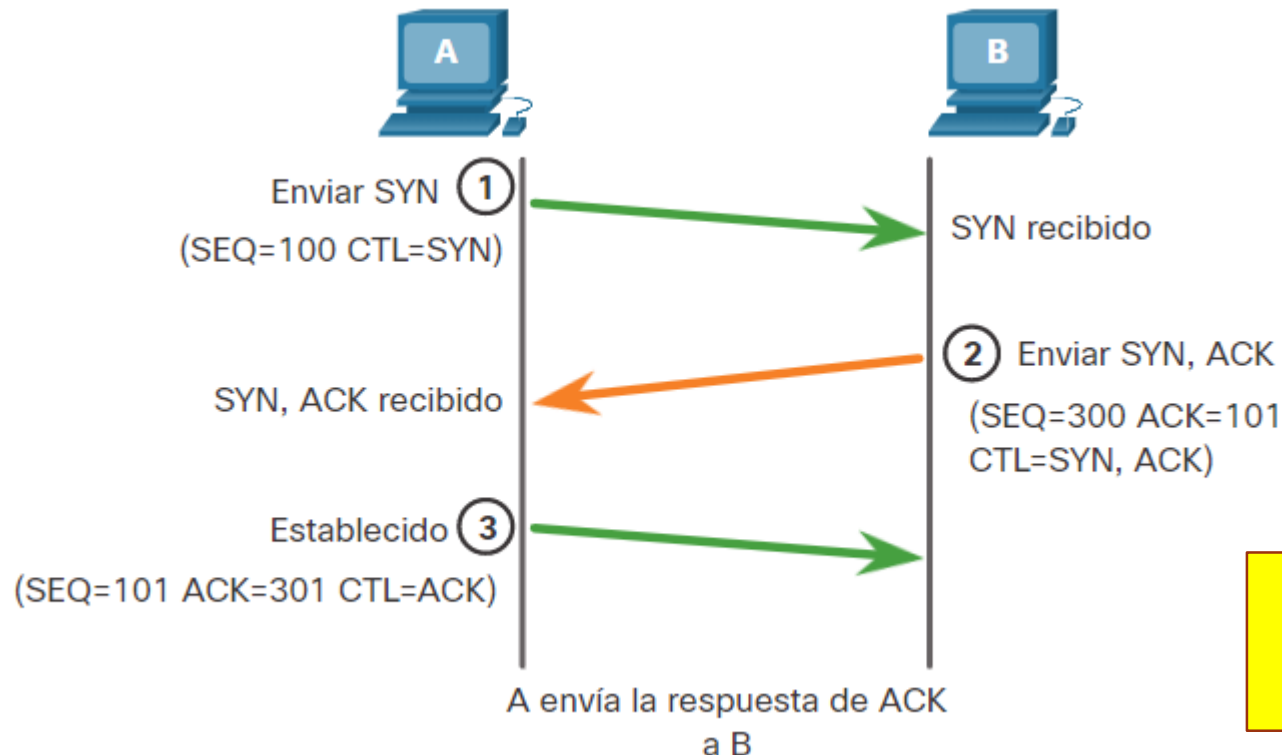 A
B
Enviar SYN 1
(SEQ=100 CTL=SYN)
SYN recibido
2 Enviar SYN, ACK
(SEQ=300 ACK=101
CTL=SYN, ACK)
SYN, ACK recibido
Establecido 3
(SEQ=101 ACK=301 CTL=ACK)
A envía la respuesta de ACK
a B